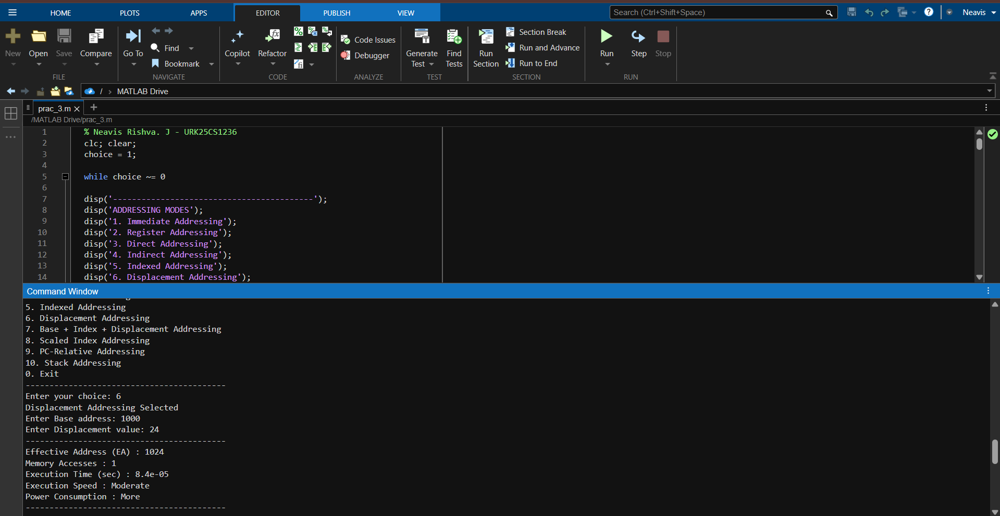 HOME PLOTS APPS EDITOR PUBLISH VIEW Search (Ctrl+Shift+Space) Neavis
New Open Save Compare Go To Find Bookmark Copilot Refactor Code Issues Debugger Generate Test Find Tests Run Section Section Break Run and Advance Run to End Run Step Stop
FILE NAVIGATE CODE ANALYZE TEST SECTION RUN
/ › MATLAB Drive
prac_3.m
/MATLAB Drive/prac_3.m
1 % Neavis Rishva. J - URK25CS1236
2 clc; clear;
3 choice = 1;
4
5 while choice ~= 0
6
7 disp('------------------------------------------');
8 disp('ADDRESSING MODES');
9 disp('1. Immediate Addressing');
10 disp('2. Register Addressing');
11 disp('3. Direct Addressing');
12 disp('4. Indirect Addressing');
13 disp('5. Indexed Addressing');
14 disp('6. Displacement Addressing');
Command Window
5. Indexed Addressing
6. Displacement Addressing
7. Base + Index + Displacement Addressing
8. Scaled Index Addressing
9. PC-Relative Addressing
10. Stack Addressing
0. Exit
------------------------------------------
Enter your choice: 6
Displacement Addressing Selected
Enter Base address: 1000
Enter Displacement value: 24
------------------------------------------
Effective Address (EA) : 1024
Memory Accesses : 1
Execution Time (sec) : 8.4e-05
Execution Speed : Moderate
Power Consumption : More
------------------------------------------